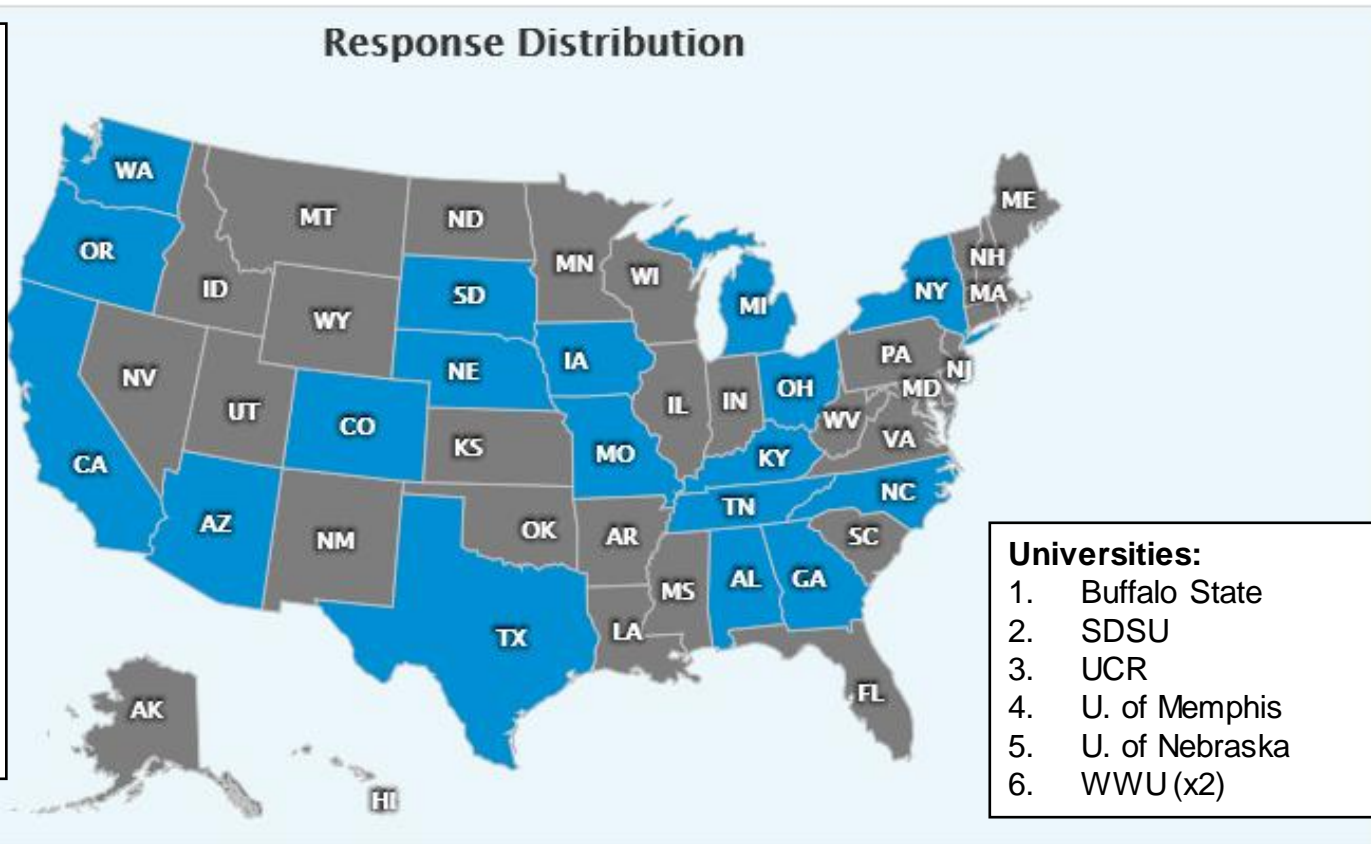 Response Distribution
WA
MT
ND
ME
OR
ID
MN
WI
NH
SD
WY
MI
NY
MA
NV
UT
NE
IA
PA
NJ
CO
IL
IN
OH
MD
CA
KS
MO
WV
VA
KY
AZ
NM
OK
AR
TN
NC
SC
MS
AL
GA
TX
LA
FL
AK
HI
Universities:
1. Buffalo State
2. SDSU
3. UCR
4. U. of Memphis
5. U. of Nebraska
6. WWU (x2)